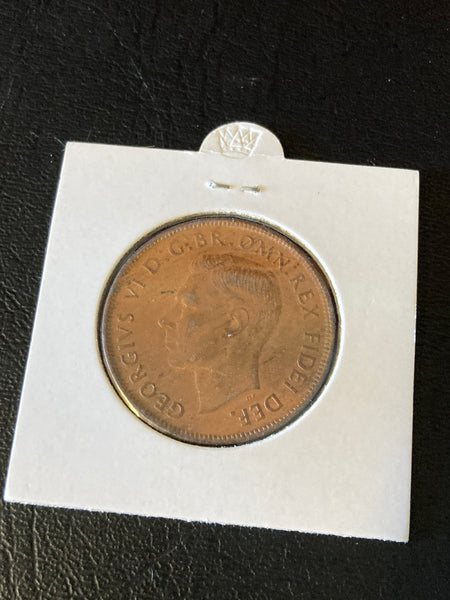 GEORGIVS VI D: G: BR. OMN: REX FIDEI DEF.